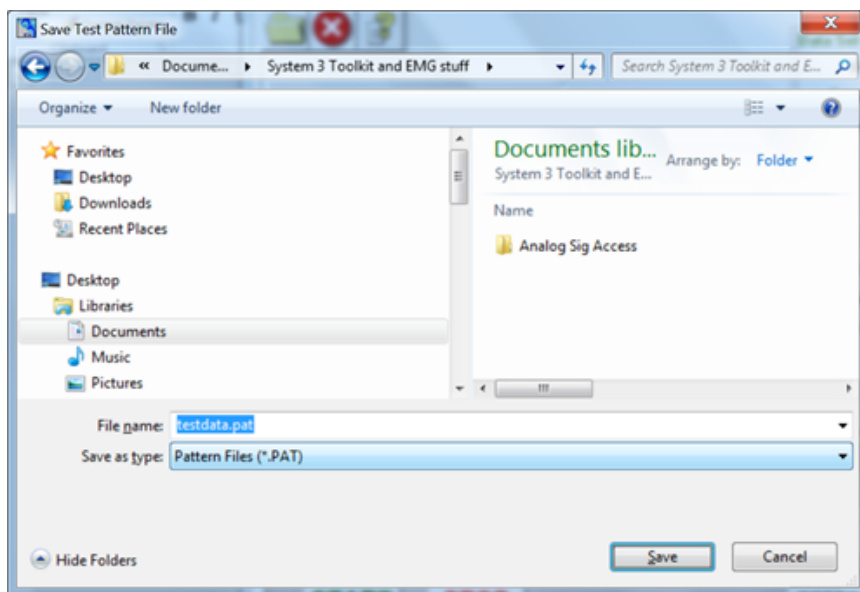 Save Test Pattern File
« Docume... System 3 Toolkit and EMG stuff Search System 3 Toolkit and E...
Organize New folder
Favorites
Desktop
Downloads
Recent Places
Desktop
Libraries
Documents
Music
Pictures
Documents lib...
System 3 Toolkit and E...
Arrange by: Folder
Name
Analog Sig Access
File name: testdata.pat
Save as type: Pattern Files (*.PAT)
Hide Folders
Save Cancel